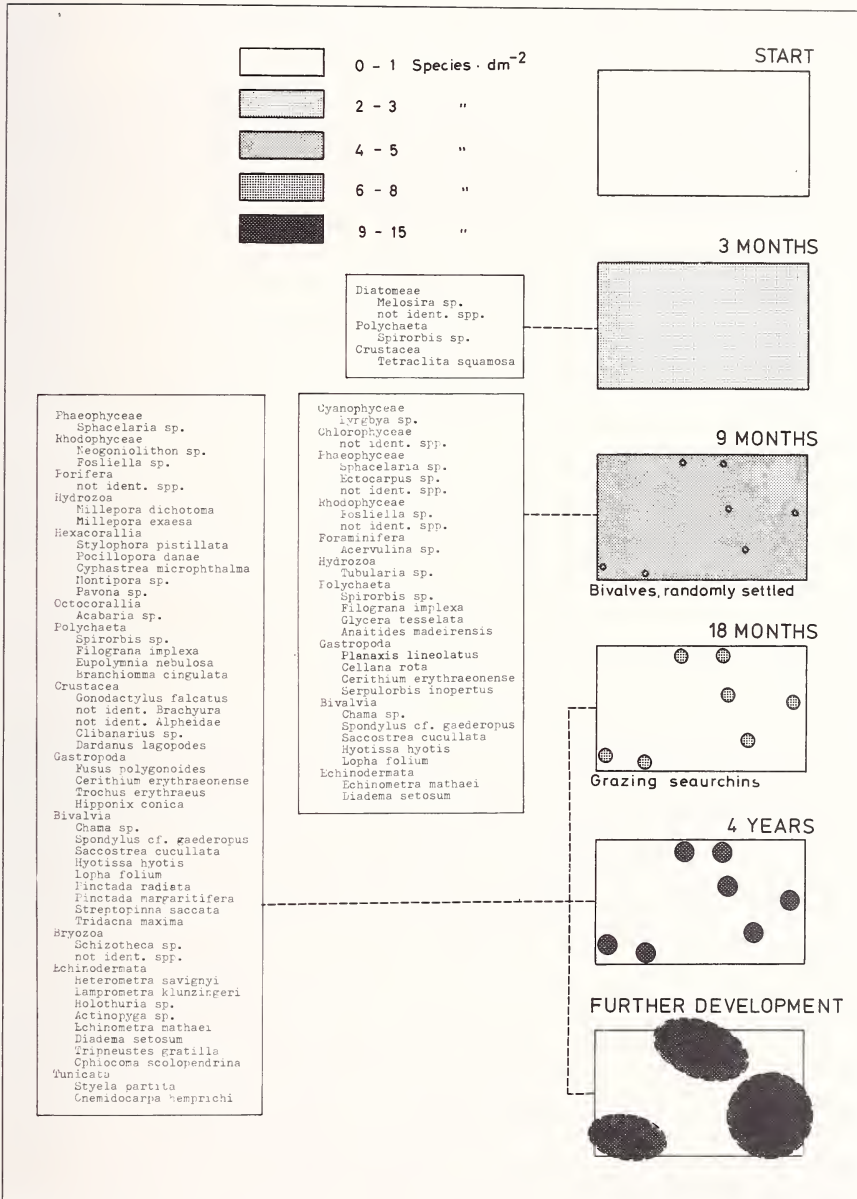 0 - 1 Species · dm⁻²
2 - 3 "
4 - 5 "
6 - 8 "
9 - 15 "
START
3 MONTHS
Diatomeae
Melosira sp.
not ident. spp.
Polychaeta
Spirorbis sp.
Crustacea
Tetraclita squamosa
9 MONTHS
Bivalves, randomly settled
Phaeophyceae
Sphacelaria sp.
Rhodophyceae
Neogoniolithon sp.
Fosliella sp.
Porifera
not ident. spp.
Hydrozoa
Millepora dichotoma
Millepora exaesa
Hexacorallia
Stylophora pistillata
Pocillopora danae
Cyphastrea microphthalma
Montipora sp.
Pavona sp.
Octocorallia
Acabaria sp.
Polychaeta
Spirorbis sp.
Filograna implexa
Eupolymnia nebulosa
Branchiomma cingulata
Crustacea
Gonodactylus falcatus
not ident. Brachyura
not ident. Alpheidae
Clibanarius sp.
Dardanus lagopodes
Gastropoda
Fusus polygonoides
Cerithium erythraeonense
Trochus erythraeus
Hipponix conica
Bivalvia
Chama sp.
Spondylus cf. gaederopus
Saccostrea cucullata
Hyotissa hyotis
Lopha folium
Pinctada radiata
Pinctada margaritifera
Streptopinna saccata
Tridacna maxima
Bryozoa
Schizotheca sp.
not ident. spp.
Echinodermata
Heterometra savignyi
Lamprometra klunzingeri
Holothuria sp.
Actinopyga sp.
Echinometra mathaei
Diadema setosum
Tripneustes gratilla
Ophiocoma scolopendrina
Tunicata
Styela partita
Cnemidocarpa hemprichi
Cyanophyceae
Lyrgbya sp.
Chlorophyceae
not ident. spp.
Phaeophyceae
Sphacelaria sp.
Ectocarpus sp.
not ident. spp.
Rhodophyceae
Fosliella sp.
not ident. spp.
Foraminifera
Acervulina sp.
Hydrozoa
Tubularia sp.
Polychaeta
Spirorbis sp.
Filograna implexa
Glycera tesselata
Anaitides madeirensis
Gastropoda
Planaxis lineolatus
Cellana rota
Cerithium erythraeonense
Serpulorbis inopertus
Bivalvia
Chama sp.
Spondylus cf. gaederopus
Saccostrea cucullata
Hyotissa hyotis
Lopha folium
Echinodermata
Echinometra mathaei
Diadema setosum
18 MONTHS
Grazing seaurchins
4 YEARS
FURTHER DEVELOPMENT